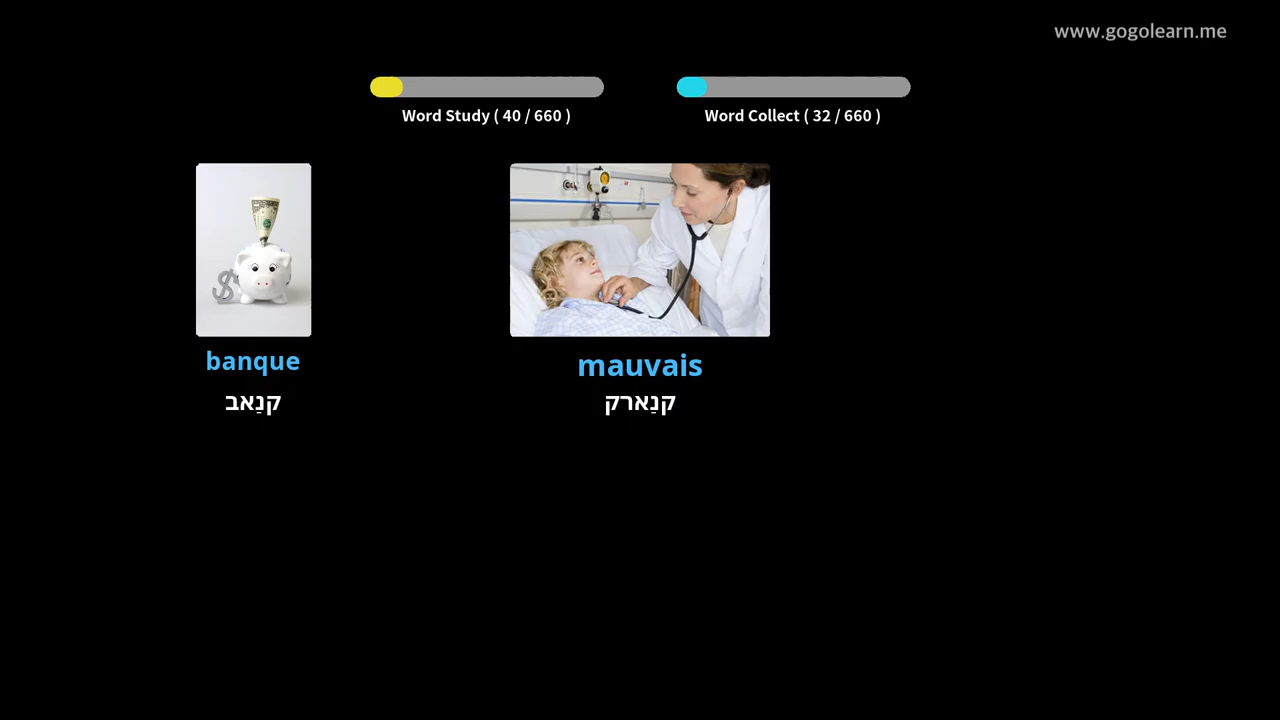 www.gogolearn.me
Word Study ( 40 / 660 )
Word Collect ( 32 / 660 )
banque
קנַאב
mauvais
קנַארק